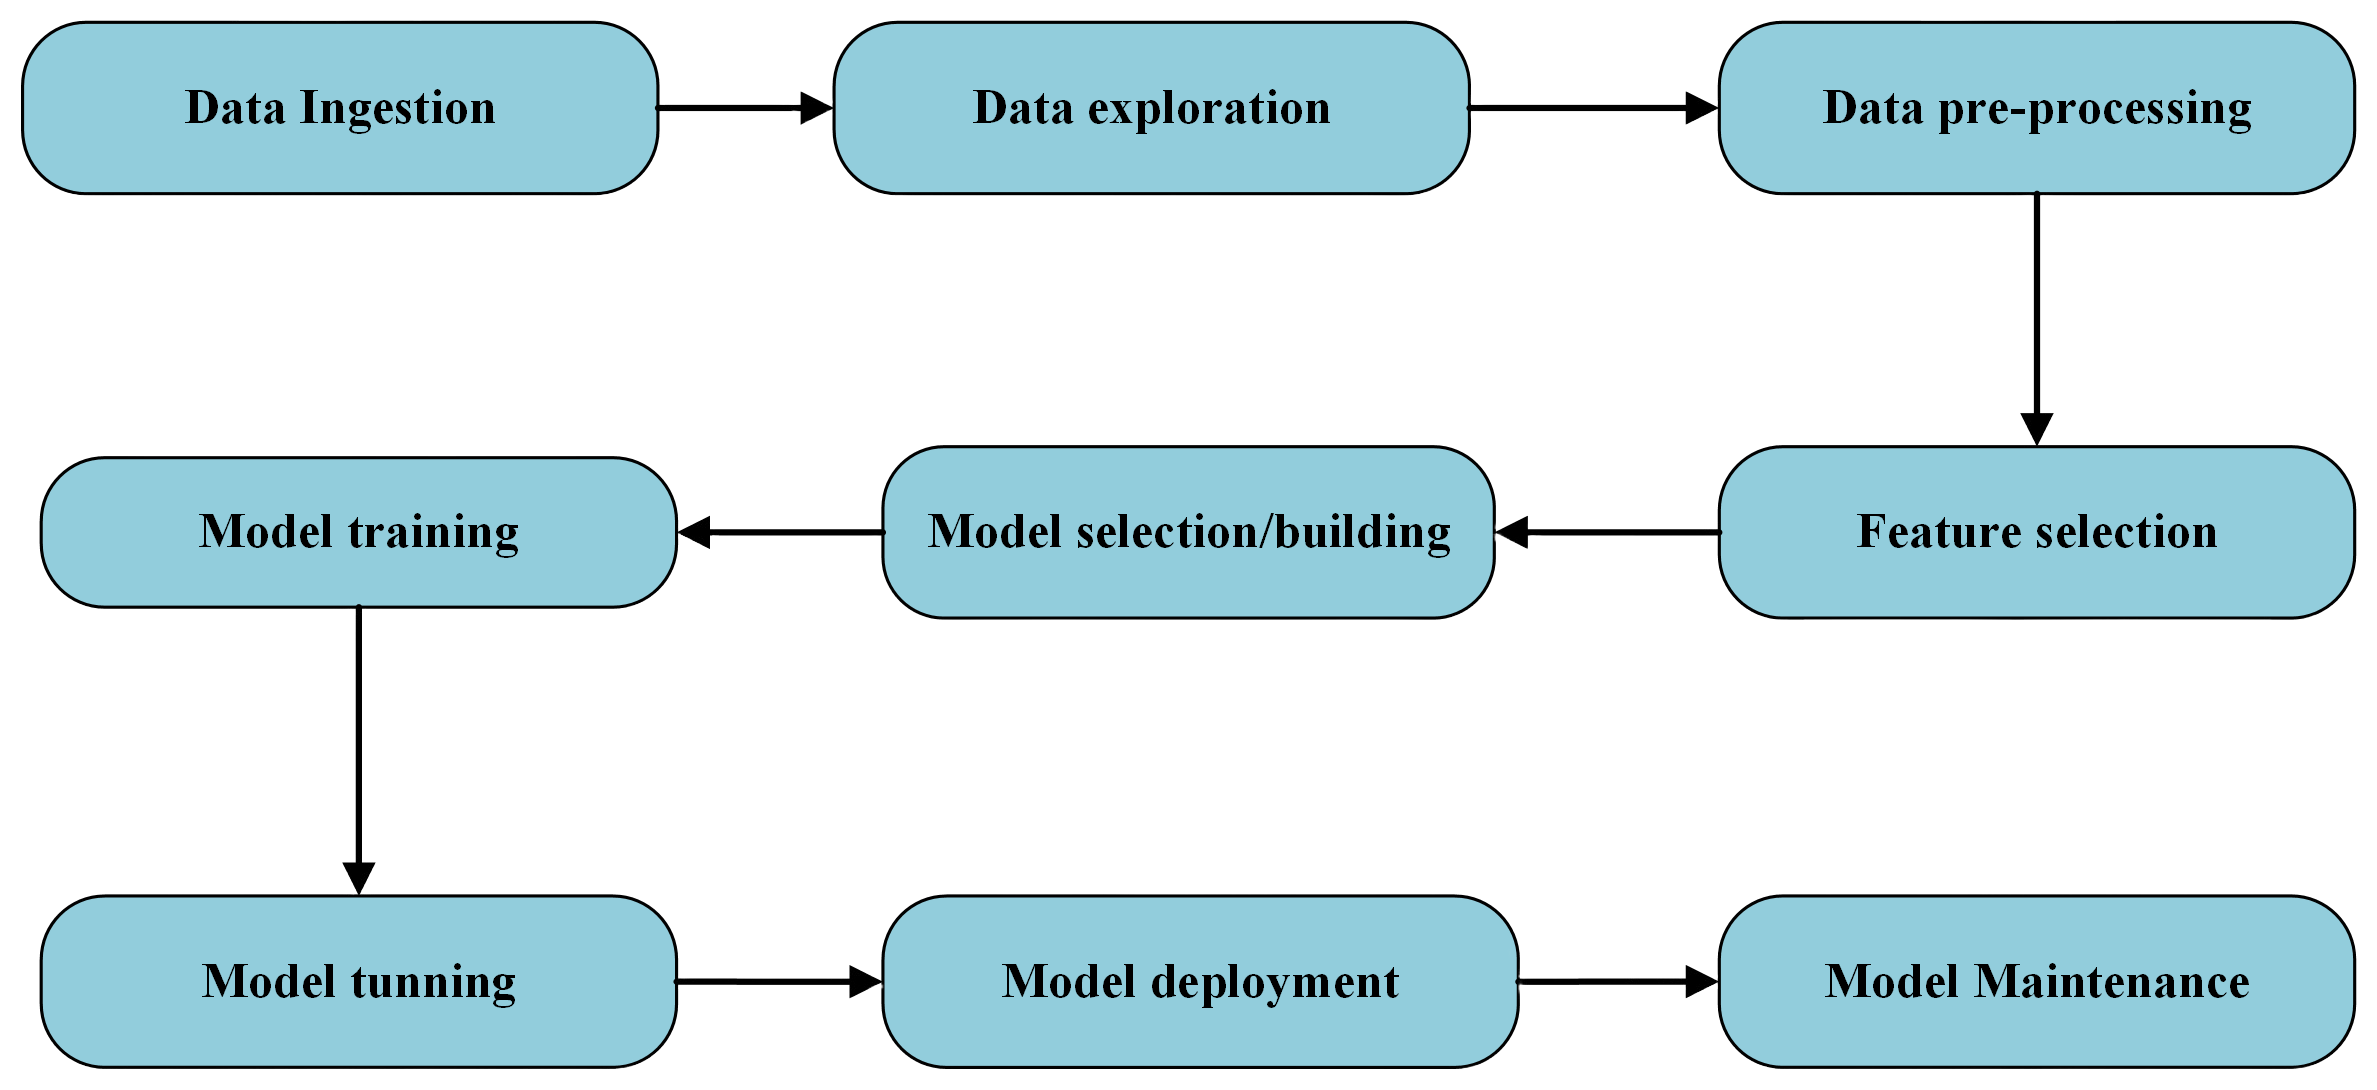 Data Ingestion
Data exploration
Data pre-processing
Feature selection
Model selection/building
Model training
Model tunning
Model deployment
Model Maintenance